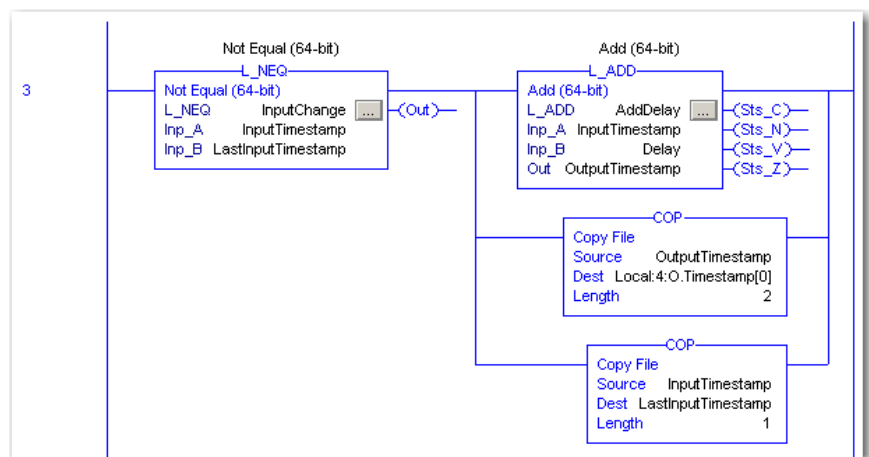 Not Equal (64-bit)
Add (64-bit)
3
L_NEQ
Not Equal (64-bit)
L_NEQ InputChange ... (Out)
Inp_A InputTimestamp
Inp_B LastInputTimestamp
L_ADD
Add (64-bit)
L_ADD AddDelay ... (Sts_C)
Inp_A InputTimestamp (Sts_N)
Inp_B Delay (Sts_V)
Out OutputTimestamp (Sts_Z)
COP
Copy File
Source OutputTimestamp
Dest Local:4:O.Timestamp[0]
Length 2
COP
Copy File
Source InputTimestamp
Dest LastInputTimestamp
Length 1